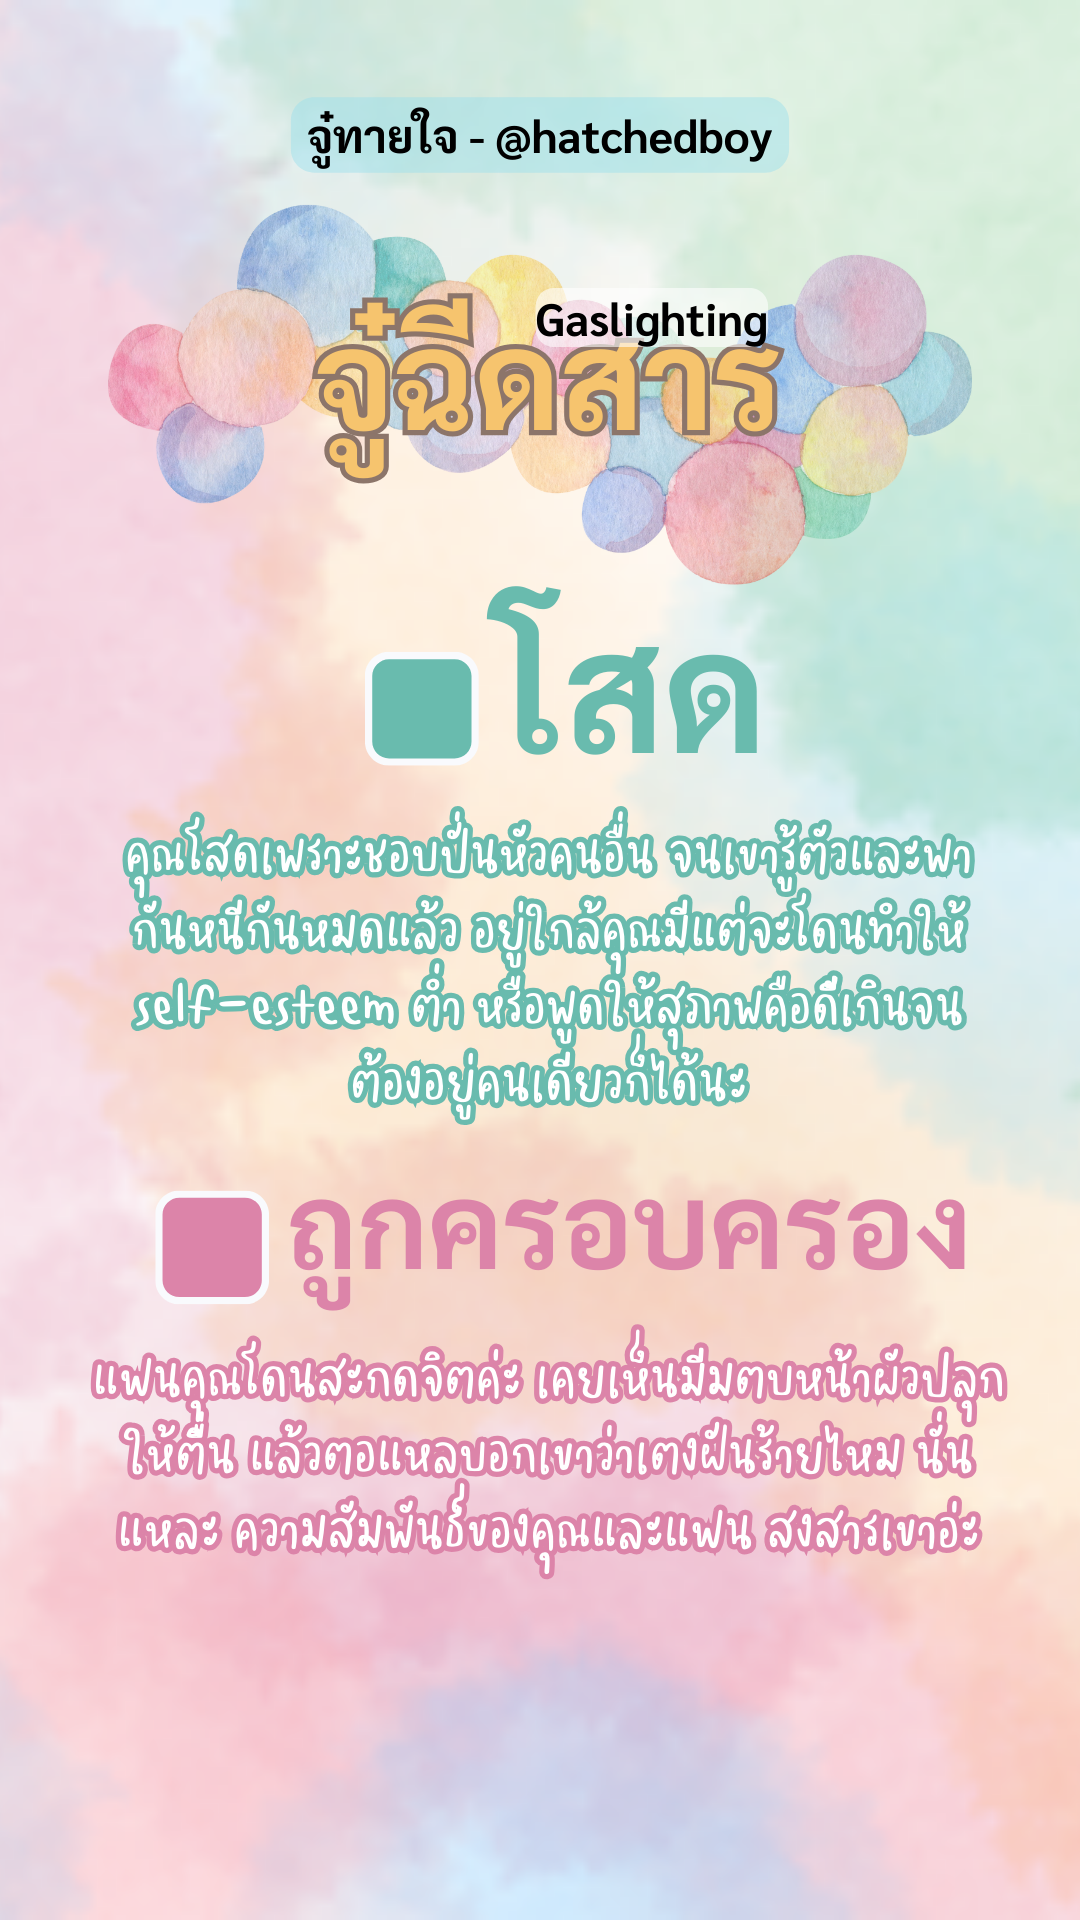 จู๋ทายใจ - @hatchedboy
Gaslighting
จู๋ฉีดสาร
โสด
คุณโสดเพราะชอบปั่นหัวคนอื่น จนเขารู้ตัวและพา
กันหนีกันหมดแล้ว อยู่ใกล้คุณมีแต่จะโดนทำให้
self-esteem ต่ำ หรือพูดให้สุภาพคือดีเกินจน
ต้องอยู่คนเดียวก็ได้นะ
ถูกครอบครอง
แฟนคุณโดนสะกดจิตค่ะ เคยเห็นมีมตบหน้าผัวปลุก
ให้ตื่น แล้วตอแหลบอกเขาว่าเตงฝันร้ายไหม นั่น
แหละ ความสัมพันธ์ของคุณและแฟน สงสารเขาอ่ะ